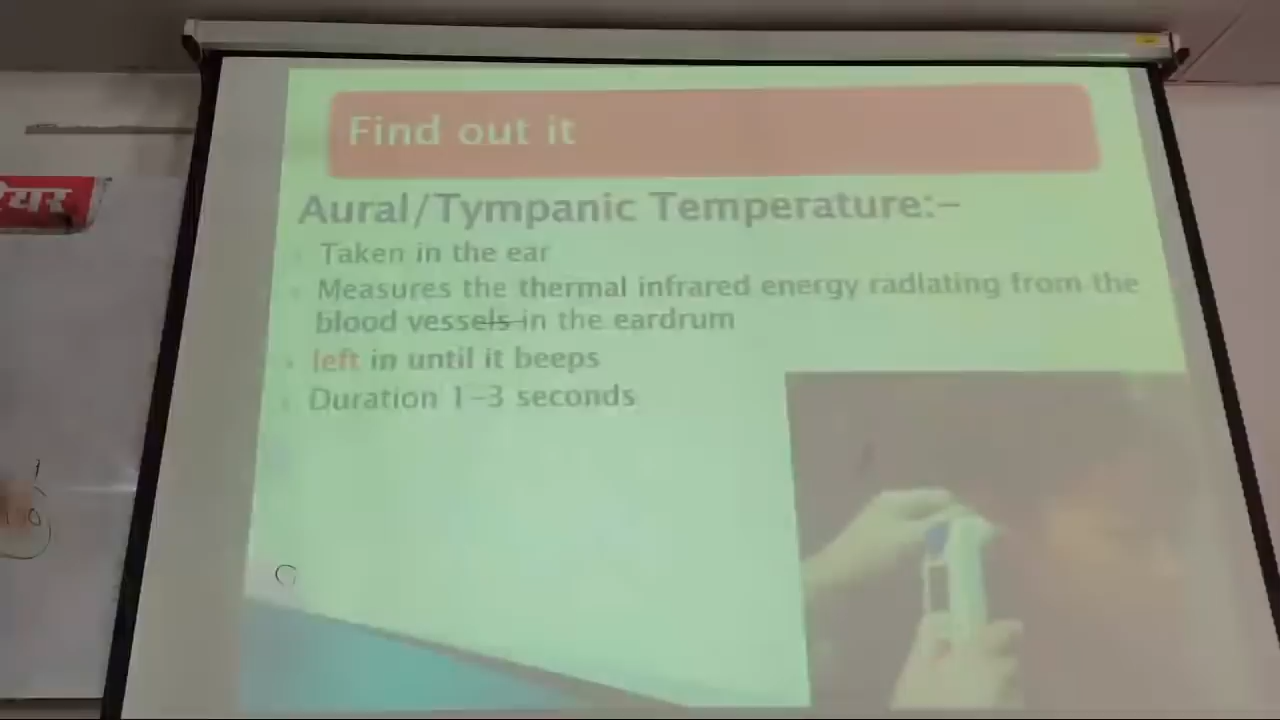 Find out it
Aural/Tympanic Temperature:-
Taken in the ear
Measures the thermal infrared energy radiating from the
blood vessels in the eardrum
left in until it beeps
Duration 1-3 seconds